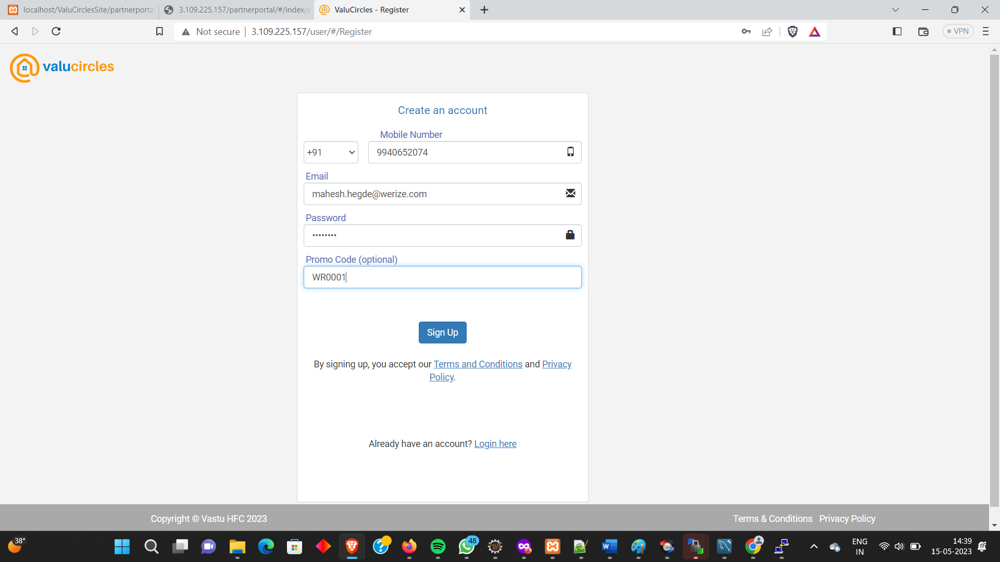 localhost/ValuCirclesSite/partnerportal
3.109.225.157/partnerportal/#/index/p
ValuCircles - Register
Not secure
3.109.225.157/user/#/Register
VPN
valucircles
Create an account
Mobile Number
+91
9940652074
Email
mahesh.hegde@werize.com
Password
••••••••
Promo Code (optional)
WR0001
Sign Up
By signing up, you accept our Terms and Conditions and Privacy
Policy.
Already have an account? Login here
Copyright © Vastu HFC 2023
Terms & Conditions Privacy Policy
38°
48
ENG
IN
14:39
15-05-2023